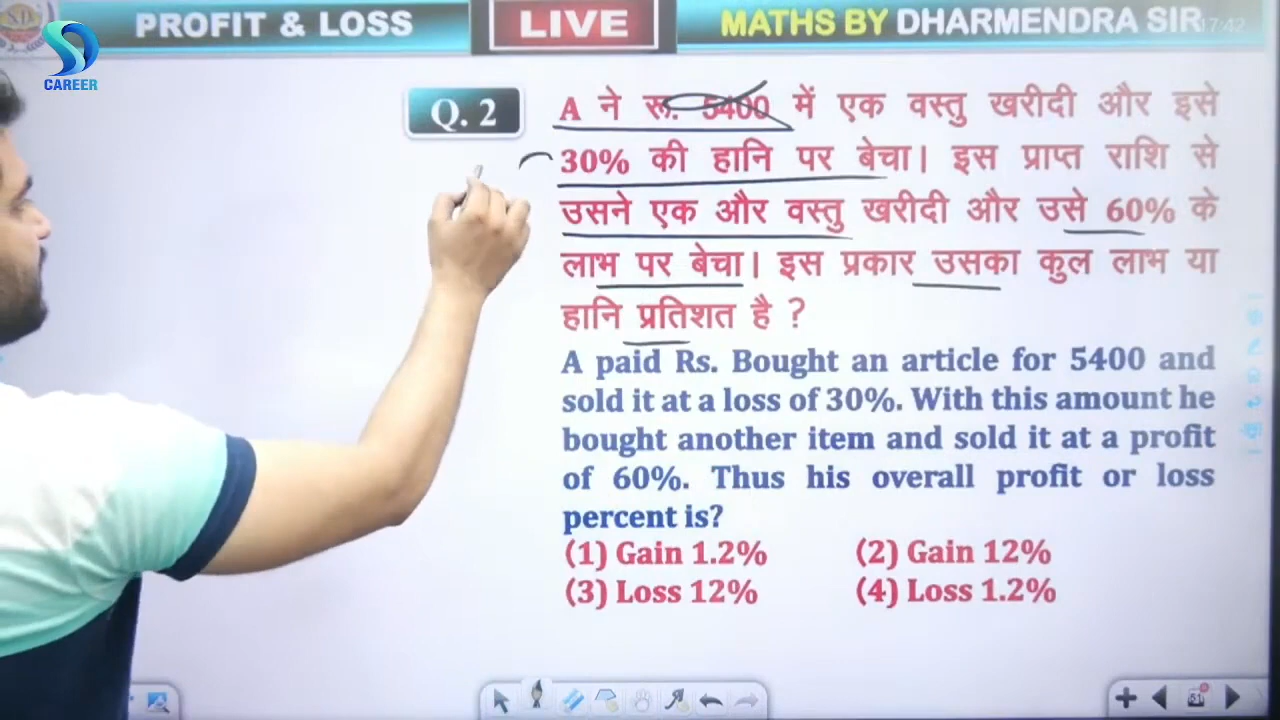 PROFIT & LOSS
LIVE
MATHS BY DHARMENDRA SIR
17:42
CAREER
Q. 2
A ने रू. 5400 में एक वस्तु खरीदी और इसे
30% की हानि पर बेचा। इस प्राप्त राशि से
उसने एक और वस्तु खरीदी और उसे 60% के
लाभ पर बेचा। इस प्रकार उसका कुल लाभ या
हानि प्रतिशत है ?
A paid Rs. Bought an article for 5400 and
sold it at a loss of 30%. With this amount he
bought another item and sold it at a profit
of 60%. Thus his overall profit or loss
percent is?
(1) Gain 1.2% (2) Gain 12%
(3) Loss 12% (4) Loss 1.2%
51